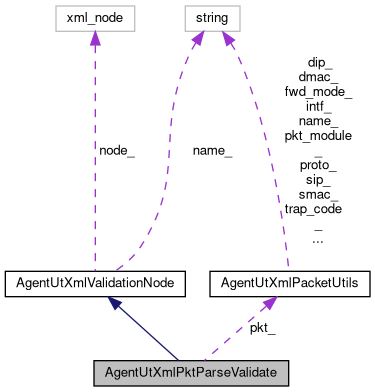 xml_node
string
dip_
dmac_
fwd_mode_
intf_
name_
pkt_module
_
proto_
sip_
smac_
trap_code
_
...
node_
name_
AgentUtXmlValidationNode
AgentUtXmlPacketUtils
pkt_
AgentUtXmlPktParseValidate